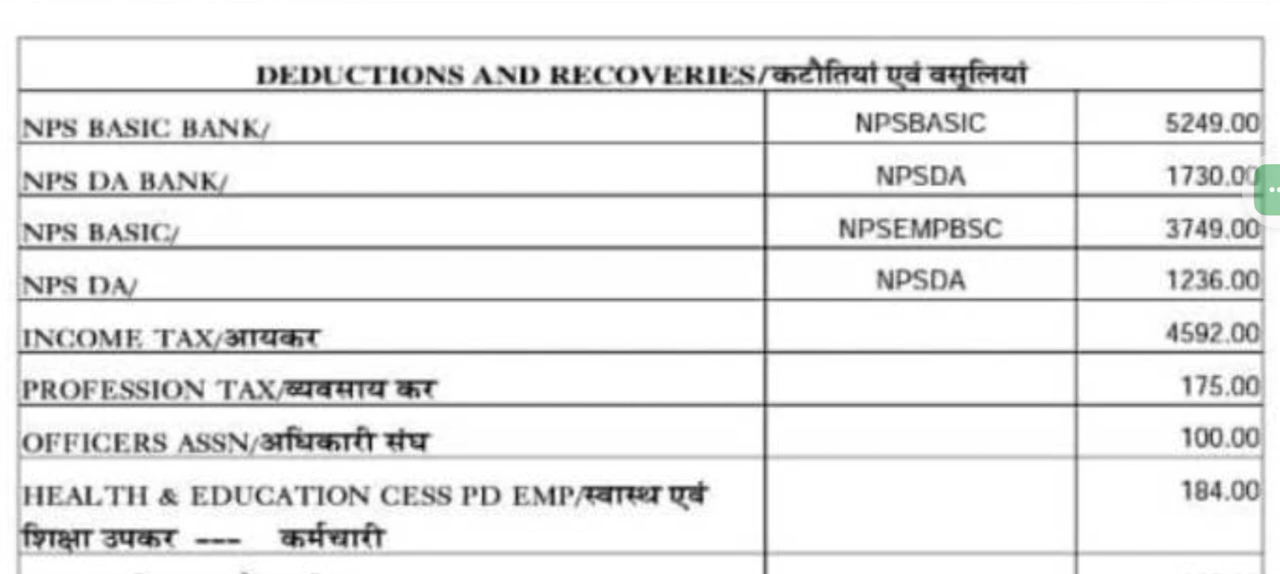 DEDUCTIONS AND RECOVERIES/कटौतियां एवं वसूलियां
NPS BASIC BANK/ NPSBASIC 5249.00
NPS DA BANK/ NPSDA 1730.00
NPS BASIC/ NPSEMPBSC 3749.00
NPS DA/ NPSDA 1236.00
INCOME TAX/आयकर 4592.00
PROFESSION TAX/व्यवसाय कर 175.00
OFFICERS ASSN/अधिकारी संघ 100.00
HEALTH & EDUCATION CESS PD EMP/स्वास्थ एवं 184.00
शिक्षा उपकर --- कर्मचारी